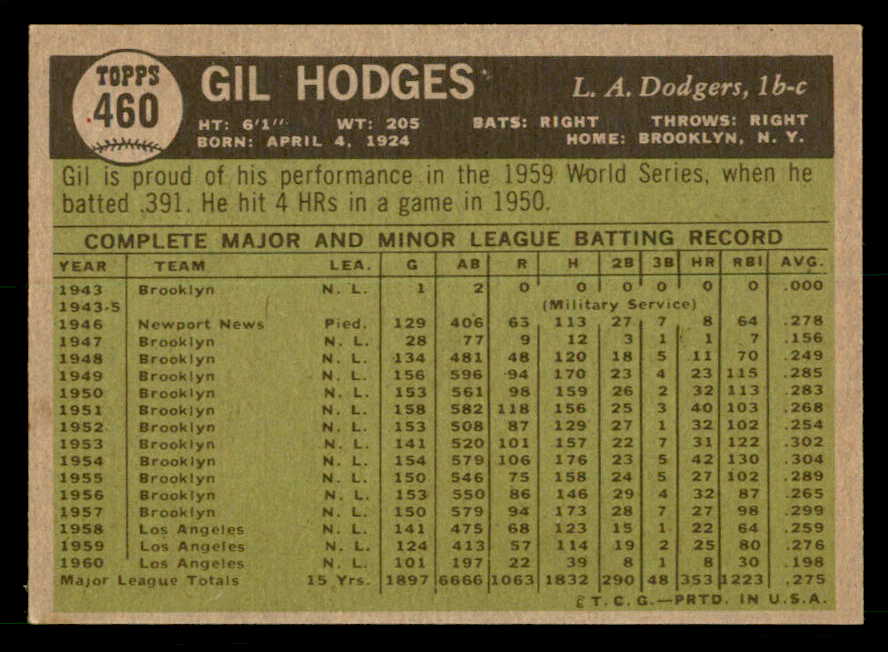 TOPPS
460
GIL HODGES
L. A. Dodgers, 1b-c
HT: 6'1" WT: 205 BATS: RIGHT THROWS: RIGHT
BORN: APRIL 4, 1924 HOME: BROOKLYN, N. Y.
Gil is proud of his performance in the 1959 World Series, when he
batted .391. He hit 4 HRs in a game in 1950.
COMPLETE MAJOR AND MINOR LEAGUE BATTING RECORD
YEAR TEAM LEA. G AB R H 2B 3B HR RBI AVG.
1943 Brooklyn N. L. 1 2 0 0 0 0 0 0 .000
1943-5 (Military Service)
1946 Newport News Pied. 129 406 65 113 27 7 8 64 .278
1947 Brooklyn N. L. 28 77 9 12 3 1 1 7 .156
1948 Brooklyn N. L. 134 481 48 120 18 5 11 70 .249
1949 Brooklyn N. L. 156 596 94 170 23 4 23 115 .285
1950 Brooklyn N. L. 153 561 98 159 26 2 32 113 .283
1951 Brooklyn N. L. 158 582 118 156 25 3 40 103 .268
1952 Brooklyn N. L. 153 508 87 129 27 1 32 102 .254
1953 Brooklyn N. L. 141 520 101 157 22 7 31 122 .302
1954 Brooklyn N. L. 154 579 106 176 23 5 42 130 .304
1955 Brooklyn N. L. 150 546 75 158 24 5 27 102 .289
1956 Brooklyn N. L. 153 550 86 146 29 4 32 87 .265
1957 Brooklyn N. L. 150 579 94 173 28 7 27 98 .299
1958 Los Angeles N. L. 141 475 68 123 15 1 22 64 .259
1959 Los Angeles N. L. 124 413 57 114 19 2 25 80 .276
1960 Los Angeles N. L. 101 197 22 39 8 1 8 30 .198
Major League Totals 15 Yrs. 1897 6666 1063 1832 290 48 353 1223 .275
© T. C. G.—PRTD. IN U.S.A.